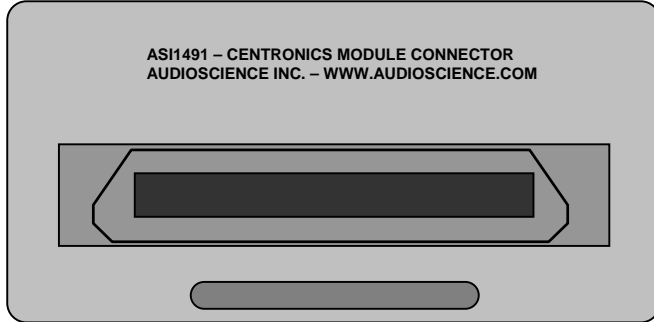 ASI1491 – CENTRONICS MODULE CONNECTOR
AUDIOSCIENCE INC. – WWW.AUDIOSCIENCE.COM